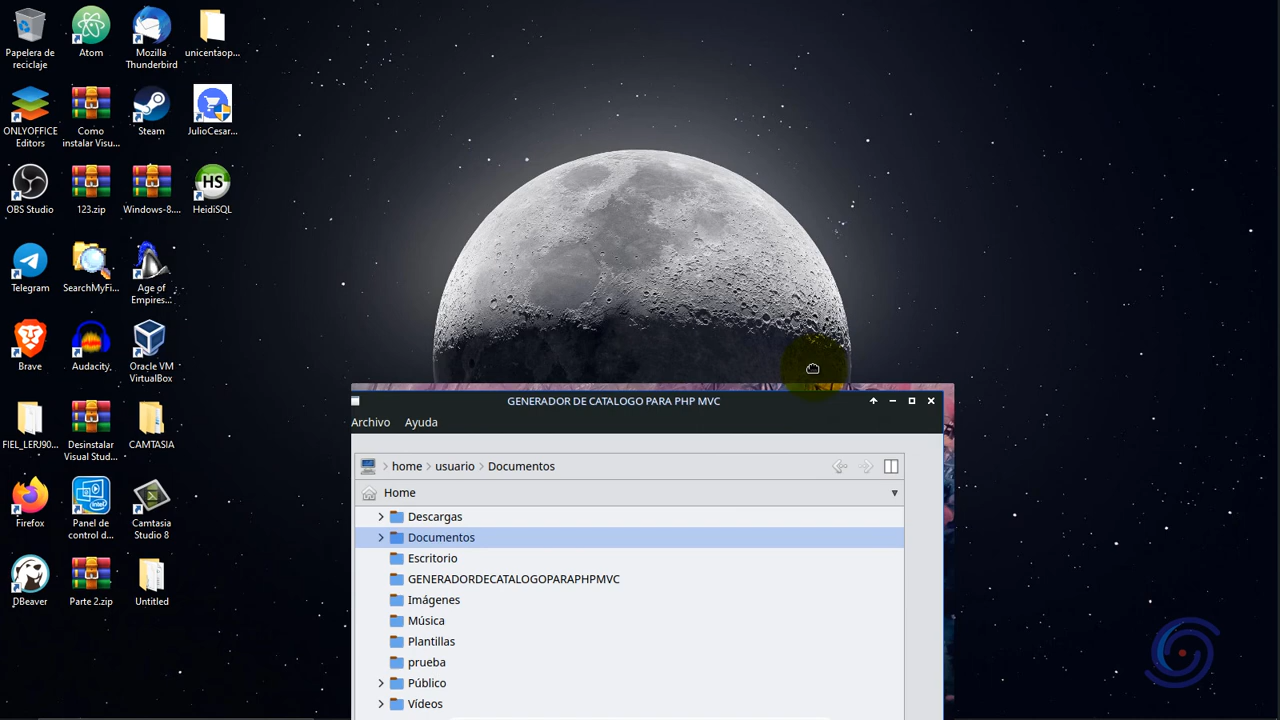 Papelera de
reciclaje
Atom
Mozilla
Thunderbird
unicentaop...
ONLYOFFICE
Editors
Como
instalar Visu...
Steam
JulioCesar...
OBS Studio
123.zip
Windows-8....
HS
HeidiSQL
Telegram
SearchMyFi...
Age of
Empires...
Brave
Audacity
Oracle VM
VirtualBox
FIEL_LERJ90...
Desinstalar
Visual Stud...
CAMTASIA
Firefox
Panel de
control d...
Camtasia
Studio 8
DBeaver
Parte 2.zip
Untitled
GENERADOR DE CATALOGO PARA PHP MVC
Archivo Ayuda
home usuario Documentos
Home
Descargas
Documentos
Escritorio
GENERADORDECATALOGOPARAPHPMVC
Imágenes
Música
Plantillas
prueba
Público
Vídeos